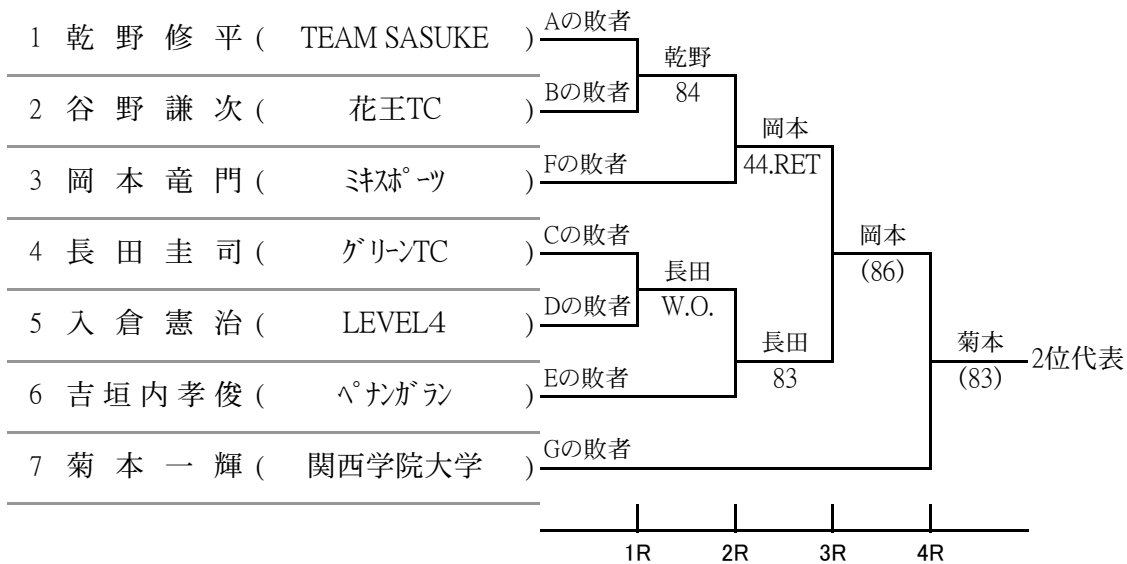 1 乾野修平 ( TEAM SASUKE ) Aの敗者
乾野
2 谷野謙次 ( 花王TC ) Bの敗者
84
岡本
3 岡本竜門 ( ﾐｷｽﾎﾟｰﾂ ) Fの敗者
44.RET
4 長田圭司 ( ｸﾞﾘｰﾝTC ) Cの敗者
岡本
(86)
長田
5 入倉憲治 ( LEVEL4 ) Dの敗者
W.O.
長田
菊本
2位代表
6 吉垣内孝俊 ( ﾍﾟﾅﾝｶﾞﾗﾝ ) Eの敗者
83
(83)
7 菊本一輝 ( 関西学院大学 ) Gの敗者
1R 2R 3R 4R